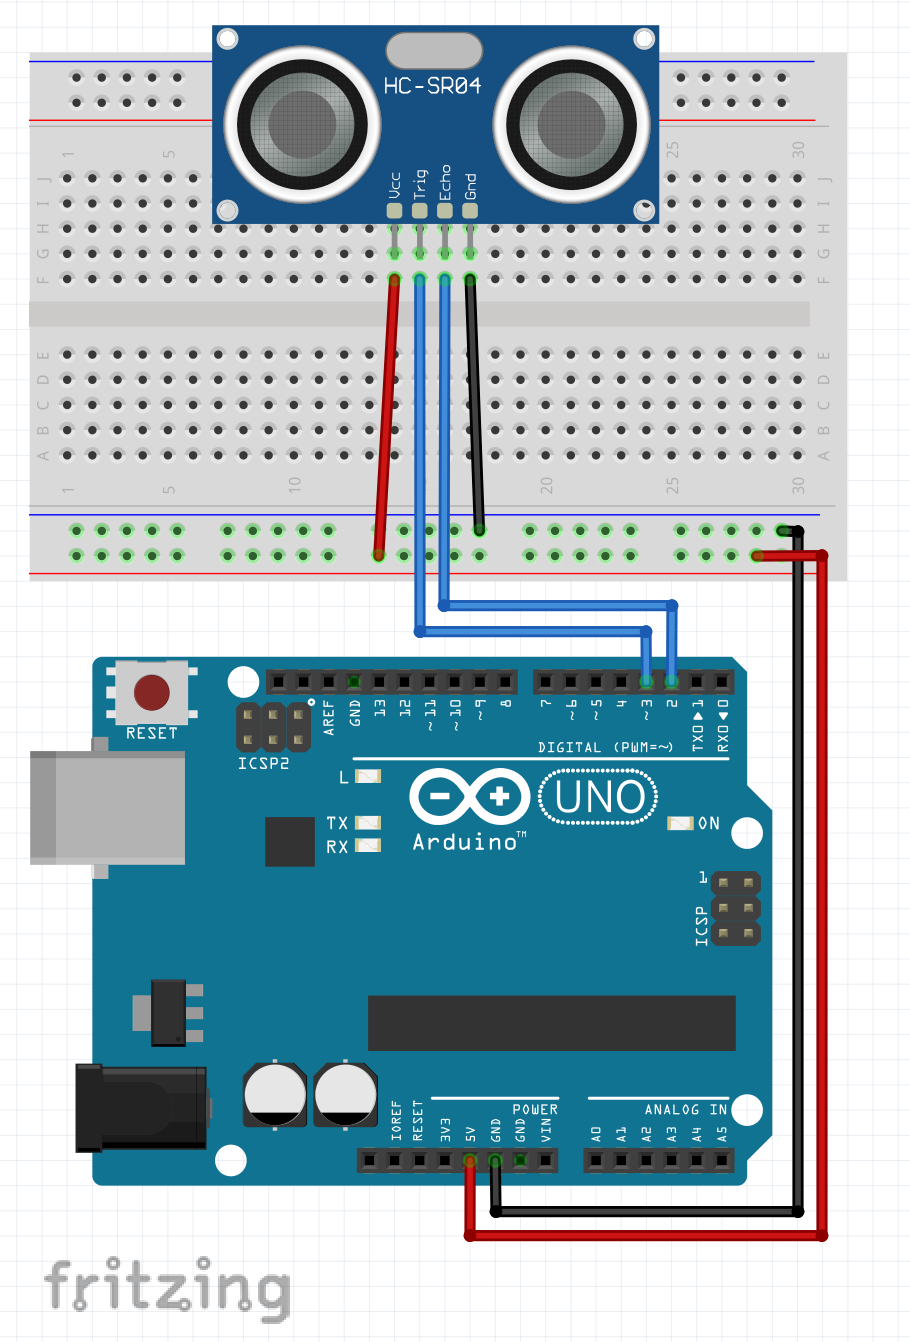 HC-SR04
Vcc Trig Echo Gnd
1 5 25 30
J J
I I
H H
G G
F F
E E
D D
C C
B B
A A
1 5 10 20 25 30
RESET
ICSP2
AREF GND 13 12 ~11 ~10 ~9 8 7 ~6 ~5 4 ~3 2 TX0▶1 RX0◀0
DIGITAL (PWM=~)
L
TX
RX
UNO
Arduino™
ON
1
ICSP
POWER
ANALOG IN
IOREF RESET 3V3 5V GND GND VIN A0 A1 A2 A3 A4 A5
fritzing